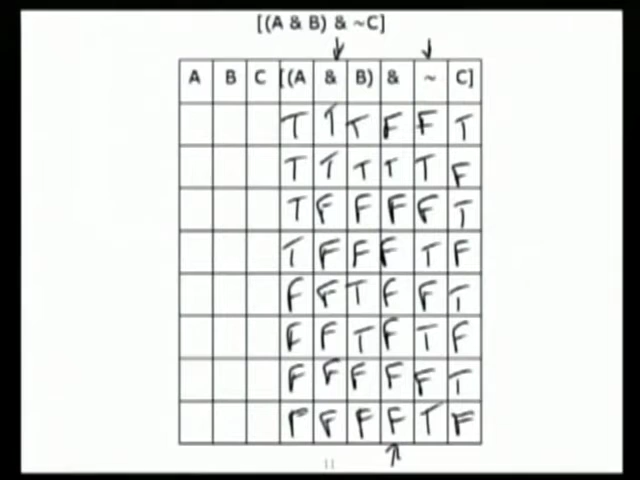 [(A & B) & ~C]
A B C [(A & B) & ~ C]
T T T F F T
T T T T T F
T F F F F T
T F F F T F
F F T F F T
F F T F T F
F F F F F T
F F F F T F
11